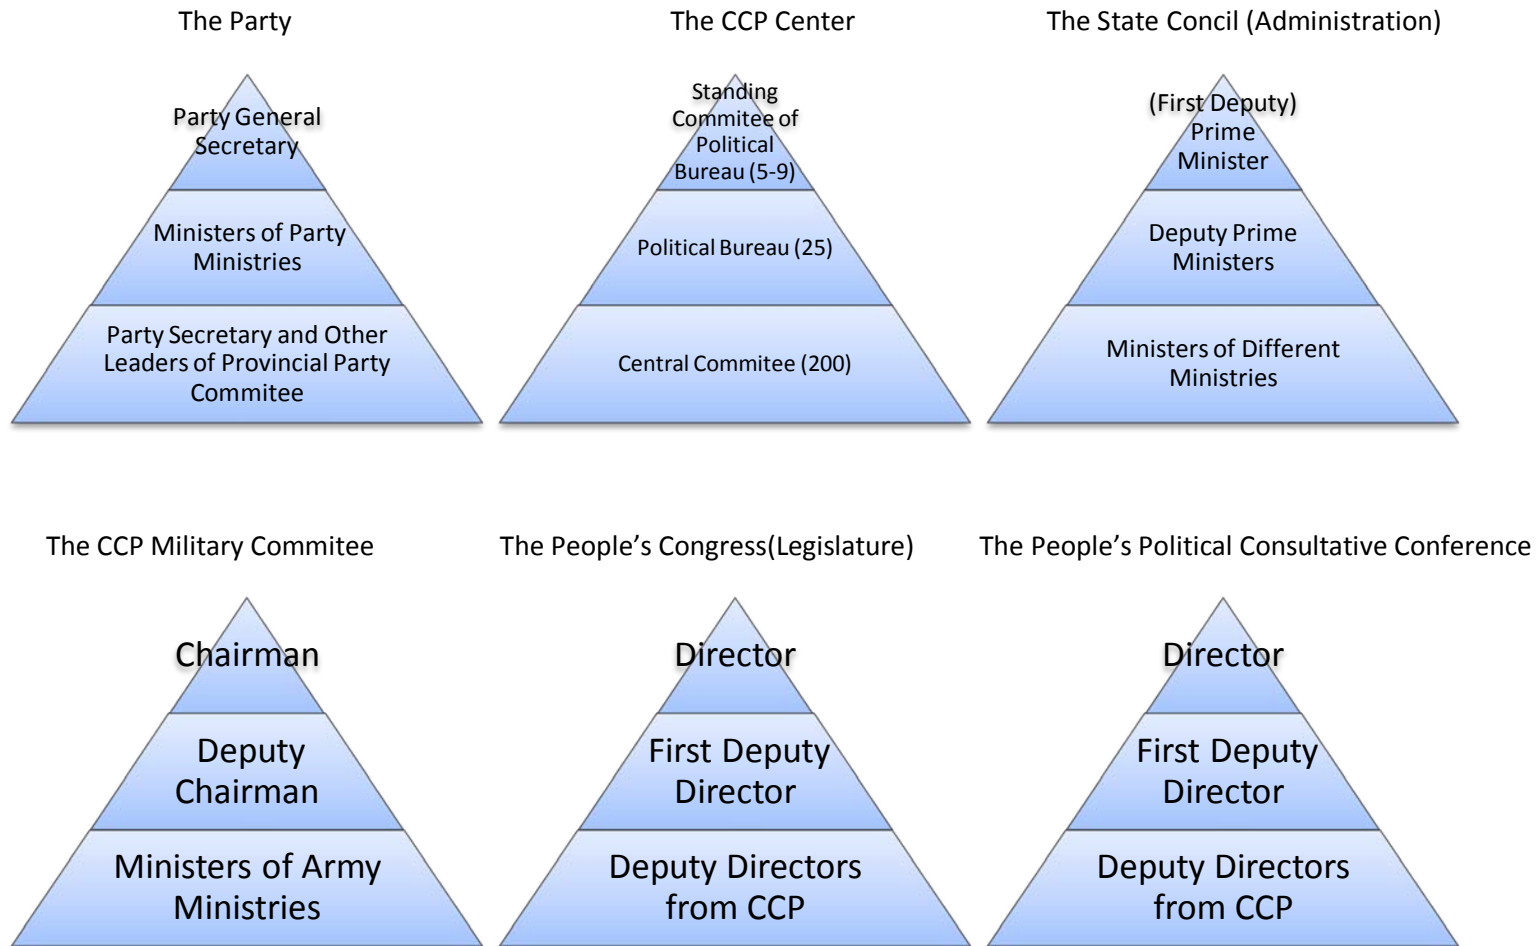 The Party
Party General
Secretary
Ministers of Party
Ministries
Party Secretary and Other
Leaders of Provincial Party
Commitee
The CCP Center
Standing
Commitee of
Political
Bureau (5-9)
Political Bureau (25)
Central Commitee (200)
The State Concil (Administration)
(First Deputy)
Prime
Minister
Deputy Prime
Ministers
Ministers of Different
Ministries
The CCP Military Commitee
Chairman
Deputy
Chairman
Ministers of Army
Ministries
The People’s Congress(Legislature)
Director
First Deputy
Director
Deputy Directors
from CCP
The People’s Political Consultative Conference
Director
First Deputy
Director
Deputy Directors
from CCP